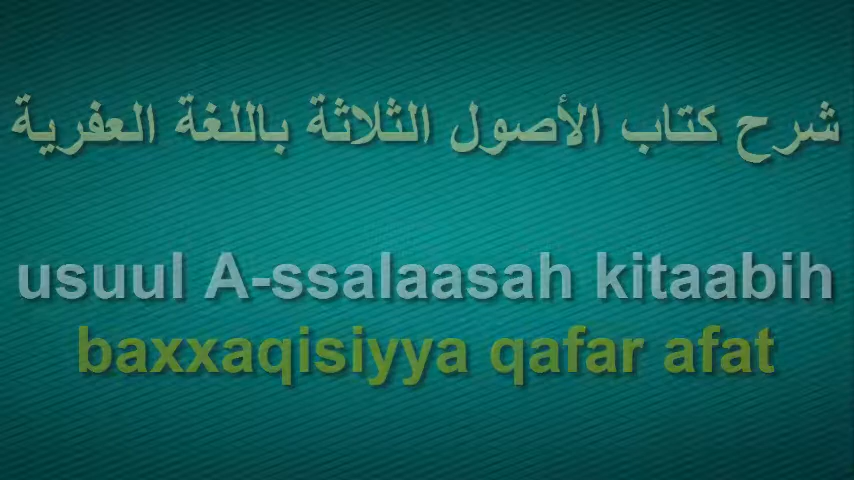 شرح كتاب الأصول الثلاثة باللغة العفرية
usuul A-ssalaasah kitaabih
baxxaqisiyya qafar afat